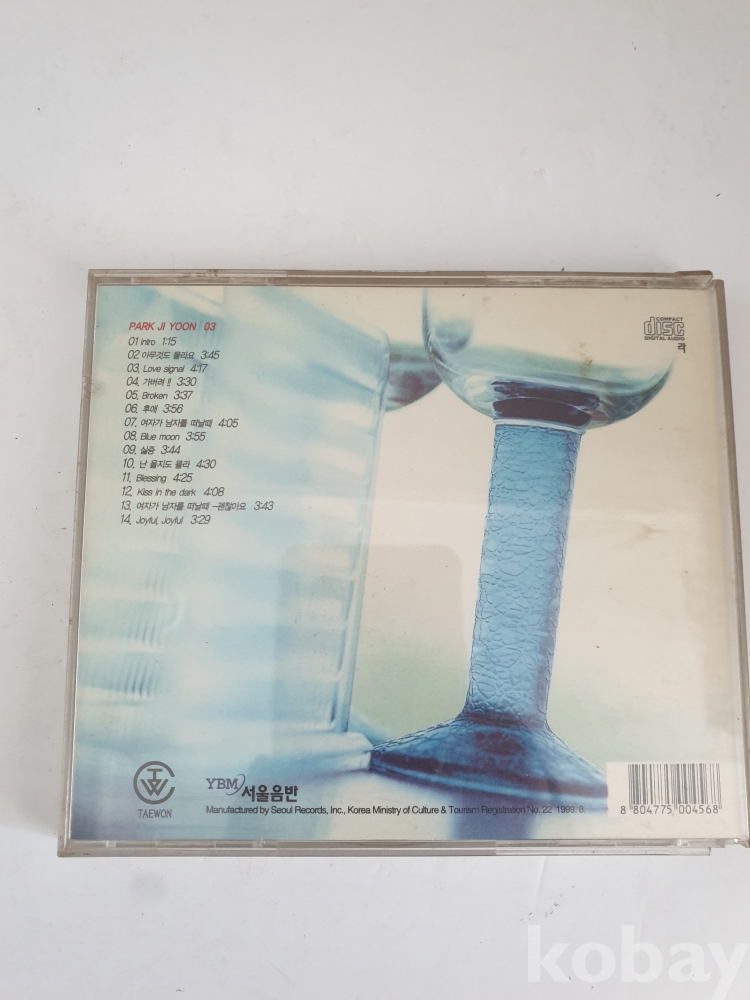 PARK JI YOON 03
01 intro 1:15
02 아무것도 몰라요 3:45
03. Love signal 4:17
04. 가버려!! 3:30
05. Broken 3:37
06. 후애 3:56
07. 여자가 남자를 떠날때 4:05
08. Blue moon 3:55
09. 실증 3:44
10. 난 울지도 몰라 4:30
11. Blessing 4:25
12. Kiss in the dark 4:08
13. 여자가 남자를 떠날때 -괜찮아요 3:43
14. Joyful, Joyful 3:29
COMPACT
disc
DIGITAL AUDIO
라
TAEWON
YBM 서울음반
Manufactured by Seoul Records, Inc., Korea Ministry of Culture & Tourism Registration No. 22 1999. 8.
8 804775 004568
kobay